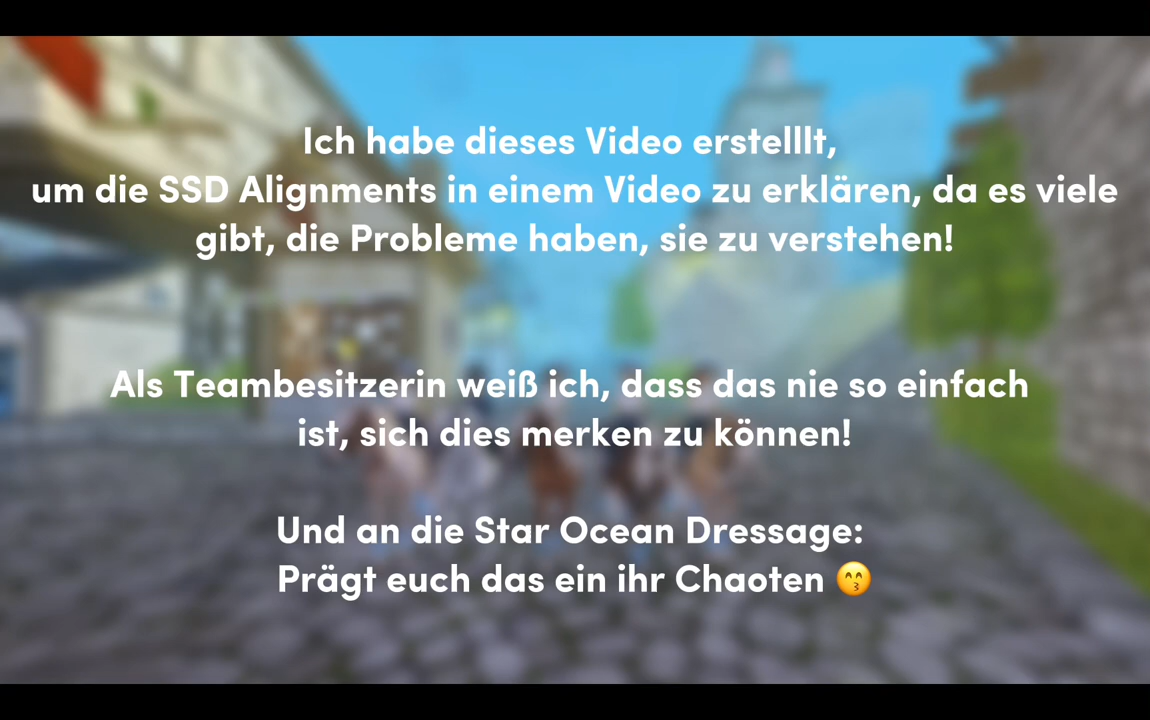 Ich habe dieses Video erstelllt,
um die SSD Alignments in einem Video zu erklären, da es viele
gibt, die Probleme haben, sie zu verstehen!
Als Teambesitzerin weiß ich, dass das nie so einfach
ist, sich dies merken zu können!
Und an die Star Ocean Dressage:
Prägt euch das ein ihr Chaoten 😙